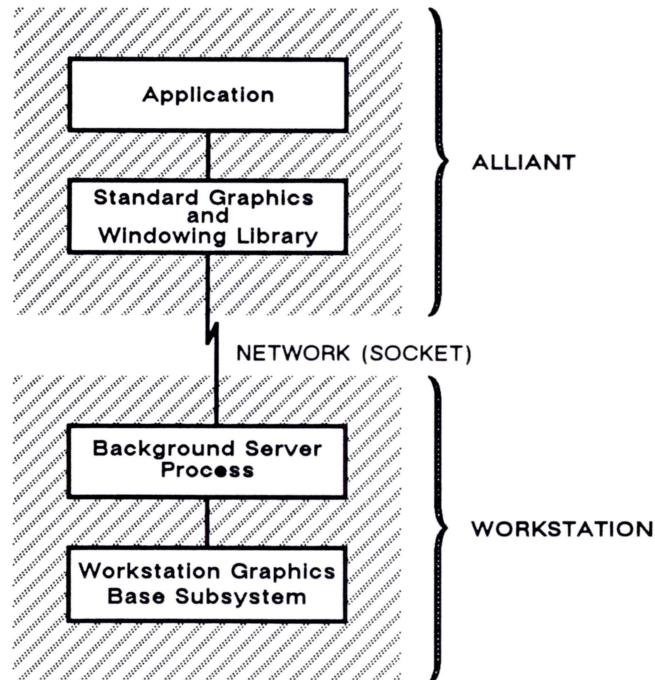 Application
ALLIANT
Standard Graphics
and
Windowing Library
NETWORK (SOCKET)
Background Server
Process
WORKSTATION
Workstation Graphics
Base Subsystem